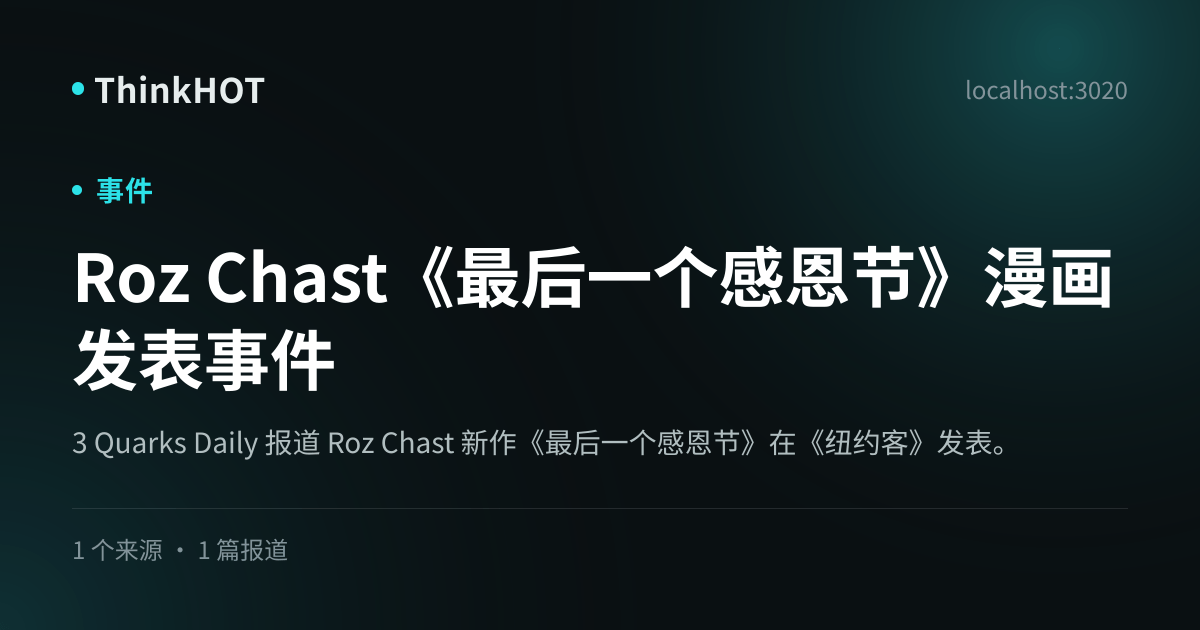 ThinkHOT
localhost:3020
事件
Roz Chast《最后一个感恩节》漫画
发表事件
3 Quarks Daily 报道 Roz Chast 新作《最后一个感恩节》在《纽约客》发表。
1 个来源 · 1 篇报道